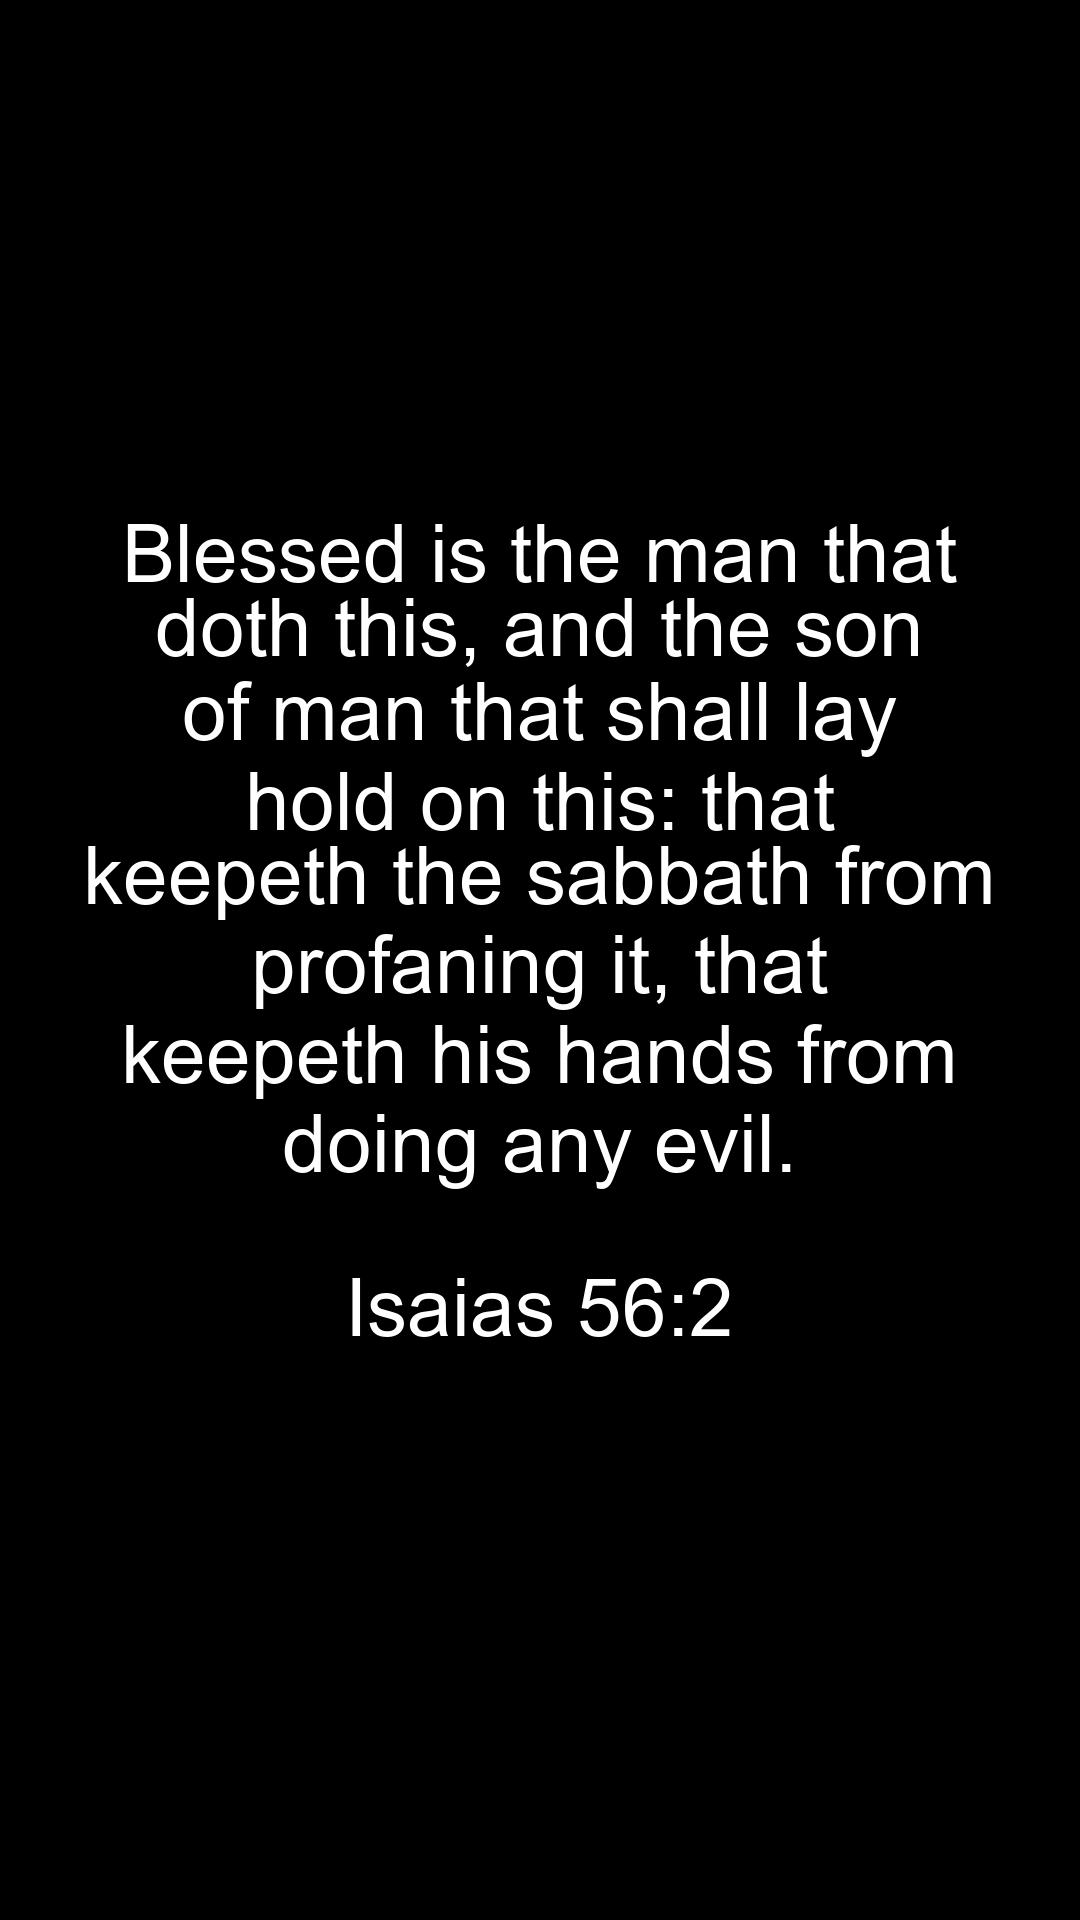 Blessed is the man that
doth this, and the son
of man that shall lay
hold on this: that
keepeth the sabbath from
profaning it, that
keepeth his hands from
doing any evil.
Isaias 56:2